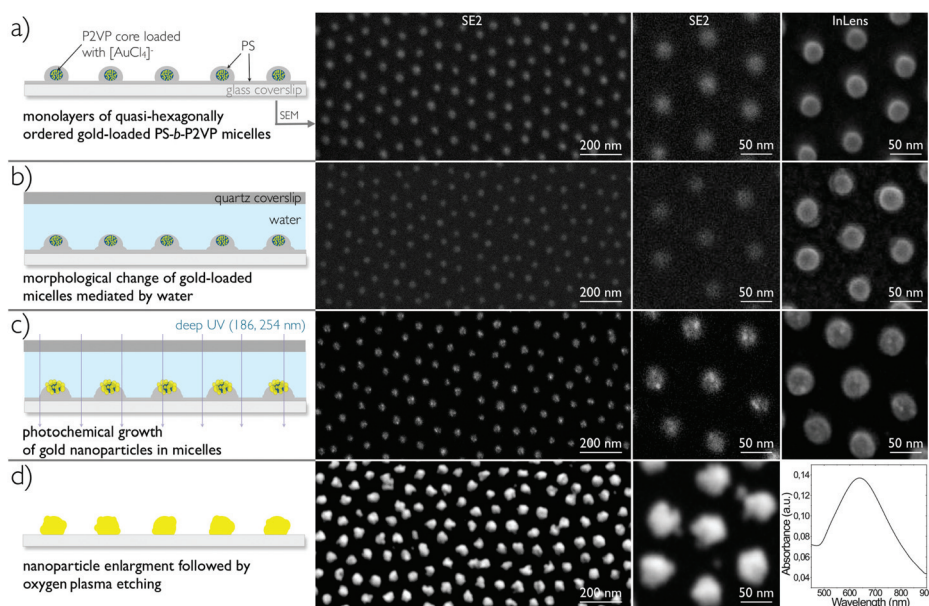 a)
P2VP core loaded
with [AuCl₄]⁻
PS
glass coverslip
SEM
monolayers of quasi-hexagonally
ordered gold-loaded PS-b-P2VP micelles
SE2
200 nm
SE2
50 nm
InLens
50 nm
b)
quartz coverslip
water
morphological change of gold-loaded
micelles mediated by water
200 nm
50 nm
50 nm
c)
deep UV (186, 254 nm)
photochemical growth
of gold nanoparticles in micelles
200 nm
50 nm
50 nm
d)
nanoparticle enlargment followed by
oxygen plasma etching
200 nm
50 nm
Absorbance (a.u.)
0,14
0,12
0,10
0,08
0,06
0,04
500
600
700
800
90
Wavelength (nm)